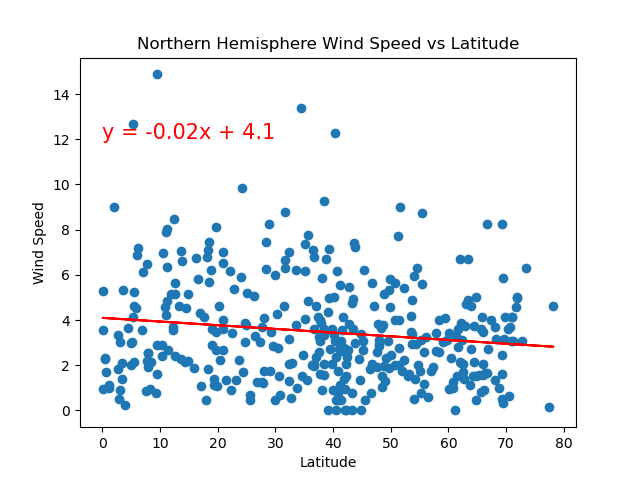 Northern Hemisphere Wind Speed vs Latitude
14
12
10
8
6
4
2
0
Wind Speed
y = -0.02x + 4.1
0 10 20 30 40 50 60 70 80
Latitude